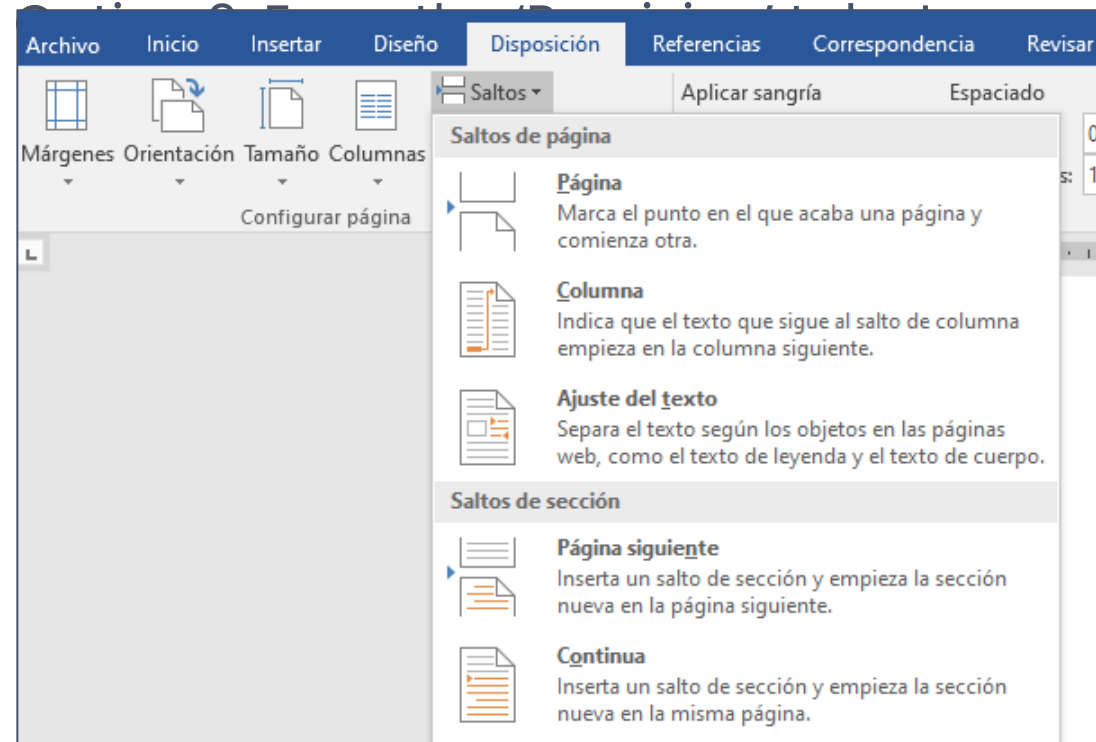 Archivo Inicio Insertar Diseño Disposición Referencias Correspondencia Revisar
Saltos Aplicar sangría Espaciado
Márgenes Orientación Tamaño Columnas
Configurar página
Saltos de página
Página
Marca el punto en el que acaba una página y
comienza otra.
Columna
Indica que el texto que sigue al salto de columna
empieza en la columna siguiente.
Ajuste del texto
Separa el texto según los objetos en las páginas
web, como el texto de leyenda y el texto de cuerpo.
Saltos de sección
Página siguiente
Inserta un salto de sección y empieza la sección
nueva en la página siguiente.
Continua
Inserta un salto de sección y empieza la sección
nueva en la misma página.